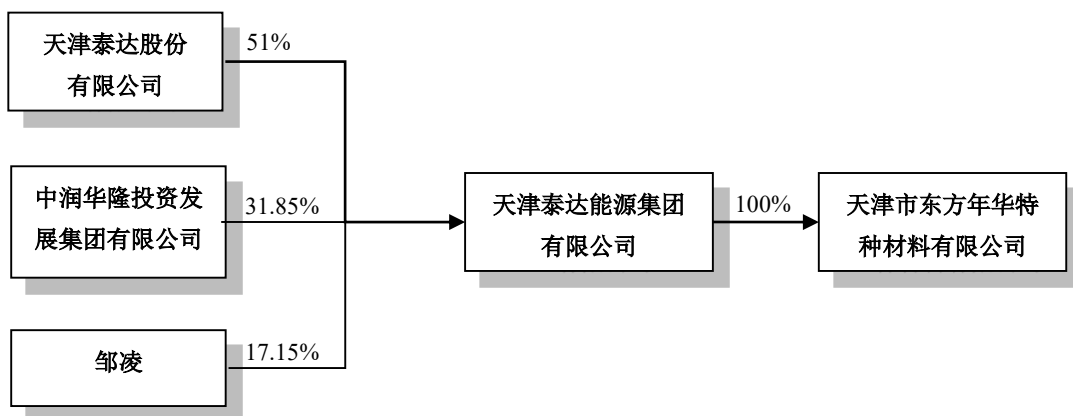 天津泰达股份
有限公司
51%
中润华隆投资发
展集团有限公司
31.85%
邹凌
17.15%
天津泰达能源集团
有限公司
100%
天津市东方年华特
种材料有限公司